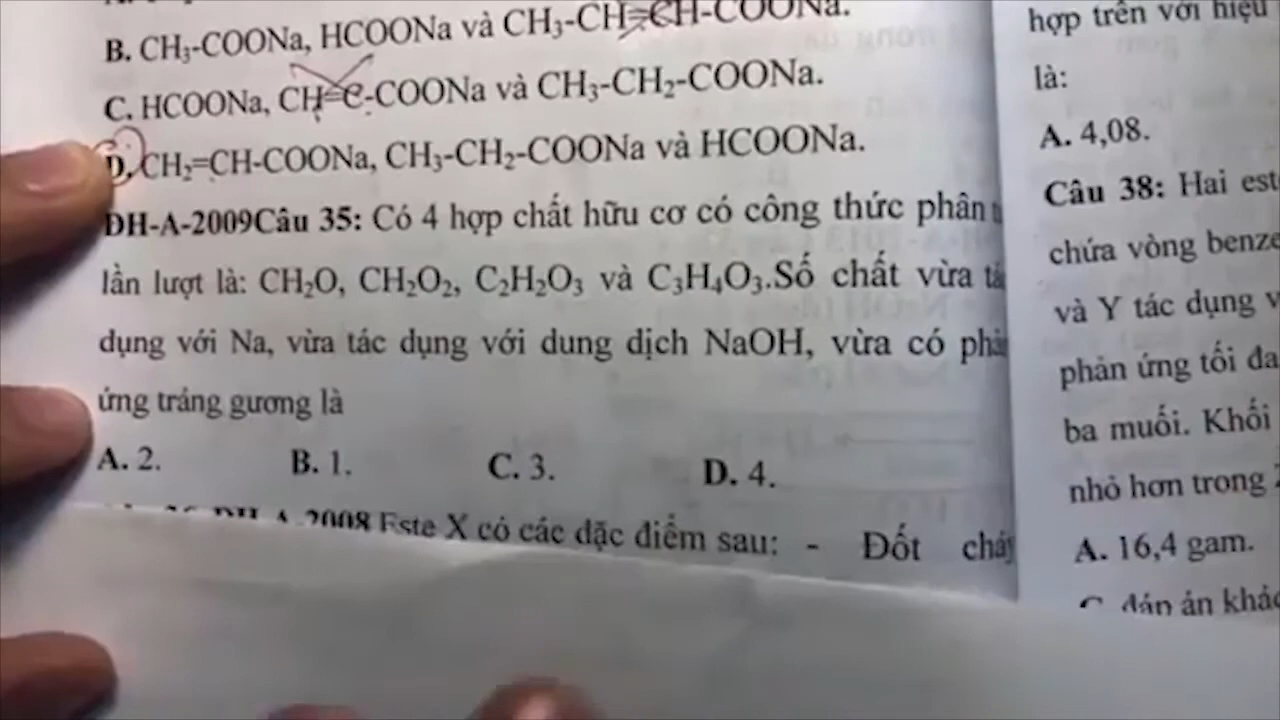 B. CH₃-COONa, HCOONa và CH₃-CH=CH-COONa.
C. HCOONa, CH≡C-COONa và CH₃-CH₂-COONa.
D. CH₂=CH-COONa, CH₃-CH₂-COONa và HCOONa.
ĐH-A-2009Câu 35: Có 4 hợp chất hữu cơ có công thức phân
lần lượt là: CH₂O, CH₂O₂, C₂H₂O₃ và C₃H₄O₃.Số chất vừa
dụng với Na, vừa tác dụng với dung dịch NaOH, vừa có
ứng tráng gương là
A. 2. B. 1. C. 3. D. 4.
2008 Este X có các đặc điểm sau: - Đốt cháy
hợp trên với hiệu
là:
A. 4,08.
Câu 38: Hai
chứa vòng
và Y tác dụng
phản ứng tối đa
ba muối. Khối
nhỏ hơn trong
A. 16,4 gam.
đáp án